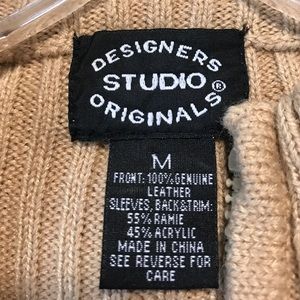 DESIGNERS
STUDIO®
ORIGINALS
M
FRONT: 100% GENUINE
LEATHER
SLEEVES, BACK&TRIM:
55% RAMIE
45% ACRYLIC
MADE IN CHINA
SEE REVERSE FOR
CARE